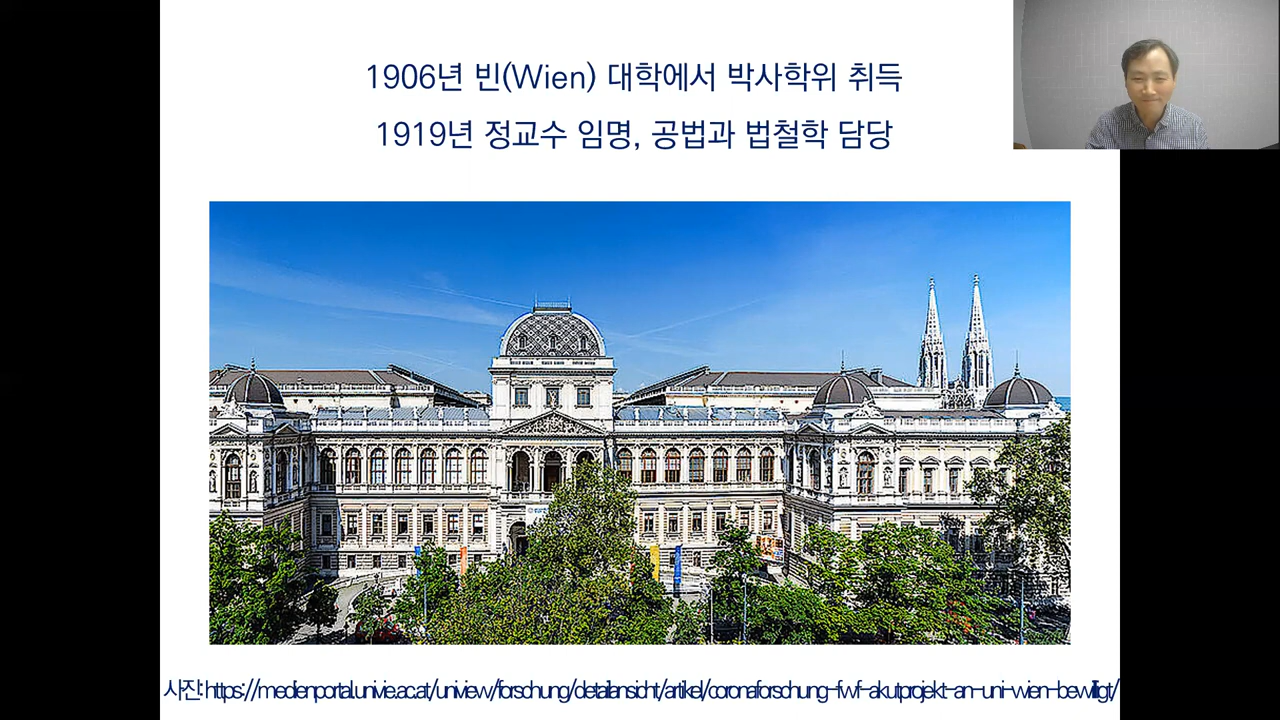 1906년 빈(Wien) 대학에서 박사학위 취득
1919년 정교수 임명, 공법과 법철학 담당
사진: https://medienportal.univie.ac.at/uniview/forschung/detailansicht/artikel/coronaforschung-fwf-akutprojekt-an-uni-wien-bewilligt/